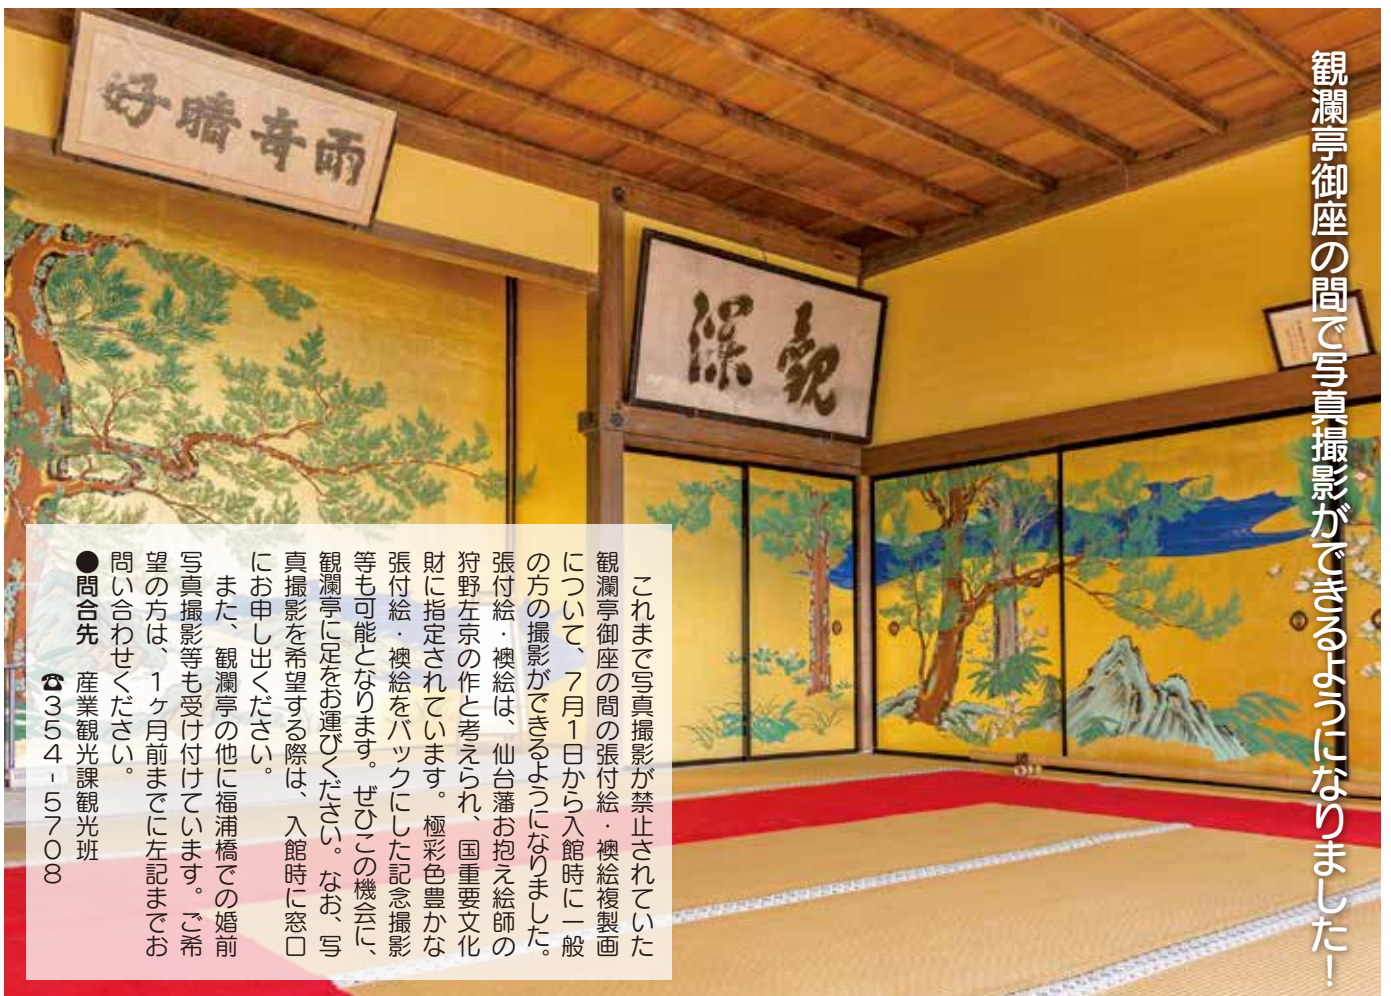 観瀾亭御座の間で写真撮影ができるようになりました！
雨奇晴好
観瀾
これまで写真撮影が禁止されていた
観瀾亭御座の間の張付絵・襖絵複製画
について、7月1日から入館時に一般
の方の撮影ができるようになりました。
張付絵・襖絵は、仙台藩お抱え絵師の
狩野左京の作と考えられ、国重要文化
財に指定されています。極彩色豊かな
張付絵・襖絵をバックにした記念撮影
等も可能となります。ぜひこの機会に、
観瀾亭に足をお運びください。なお、写
真撮影を希望する際は、入館時に窓口
にお申し出ください。
また、観瀾亭の他に福浦橋での婚前
写真撮影等も受け付けています。ご希
望の方は、1ヶ月前までに左記までお
問い合わせください。
●問合先　産業観光課観光班
☎354-5708